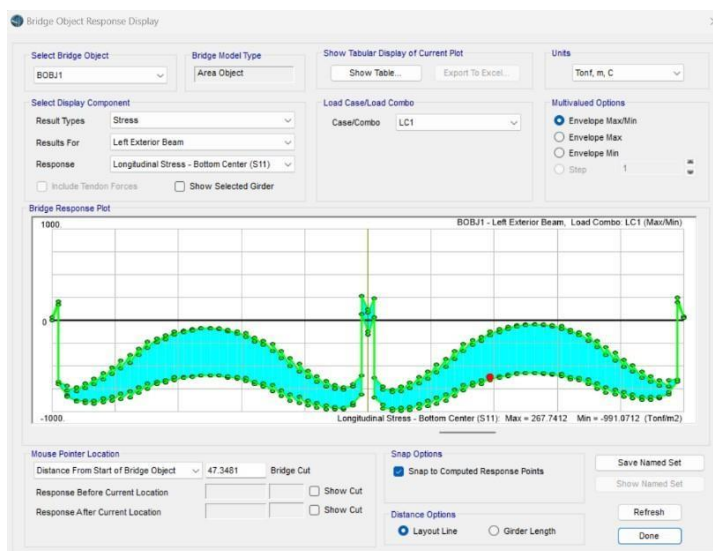 Bridge Object Response Display
Select Bridge Object
BOBJ1
Bridge Model Type
Area Object
Show Tabular Display of Current Plot
Show Table...
Export To Excel...
Units
Tonf, m, C
Select Display Component
Result Types
Stress
Results For
Left Exterior Beam
Response
Longitudinal Stress - Bottom Center (S11)
Include Tendon Forces
Show Selected Girder
Load Case/Load Combo
Case/Combo
LC1
Multivalued Options
Envelope Max/Min
Envelope Max
Envelope Min
Step
1
Bridge Response Plot
1000.
BOBJ1 - Left Exterior Beam, Load Combo: LC1 (Max/Min)
0
-1000.
Longitudinal Stress - Bottom Center (S11): Max = 267.7412 Min = -991.0712 (Tonf/m2)
Mouse Pointer Location
Distance From Start of Bridge Object
47.3481
Bridge Cut
Response Before Current Location
Show Cut
Response After Current Location
Show Cut
Snap Options
Snap to Computed Response Points
Distance Options
Layout Line
Girder Length
Save Named Set
Show Named Set
Refresh
Done